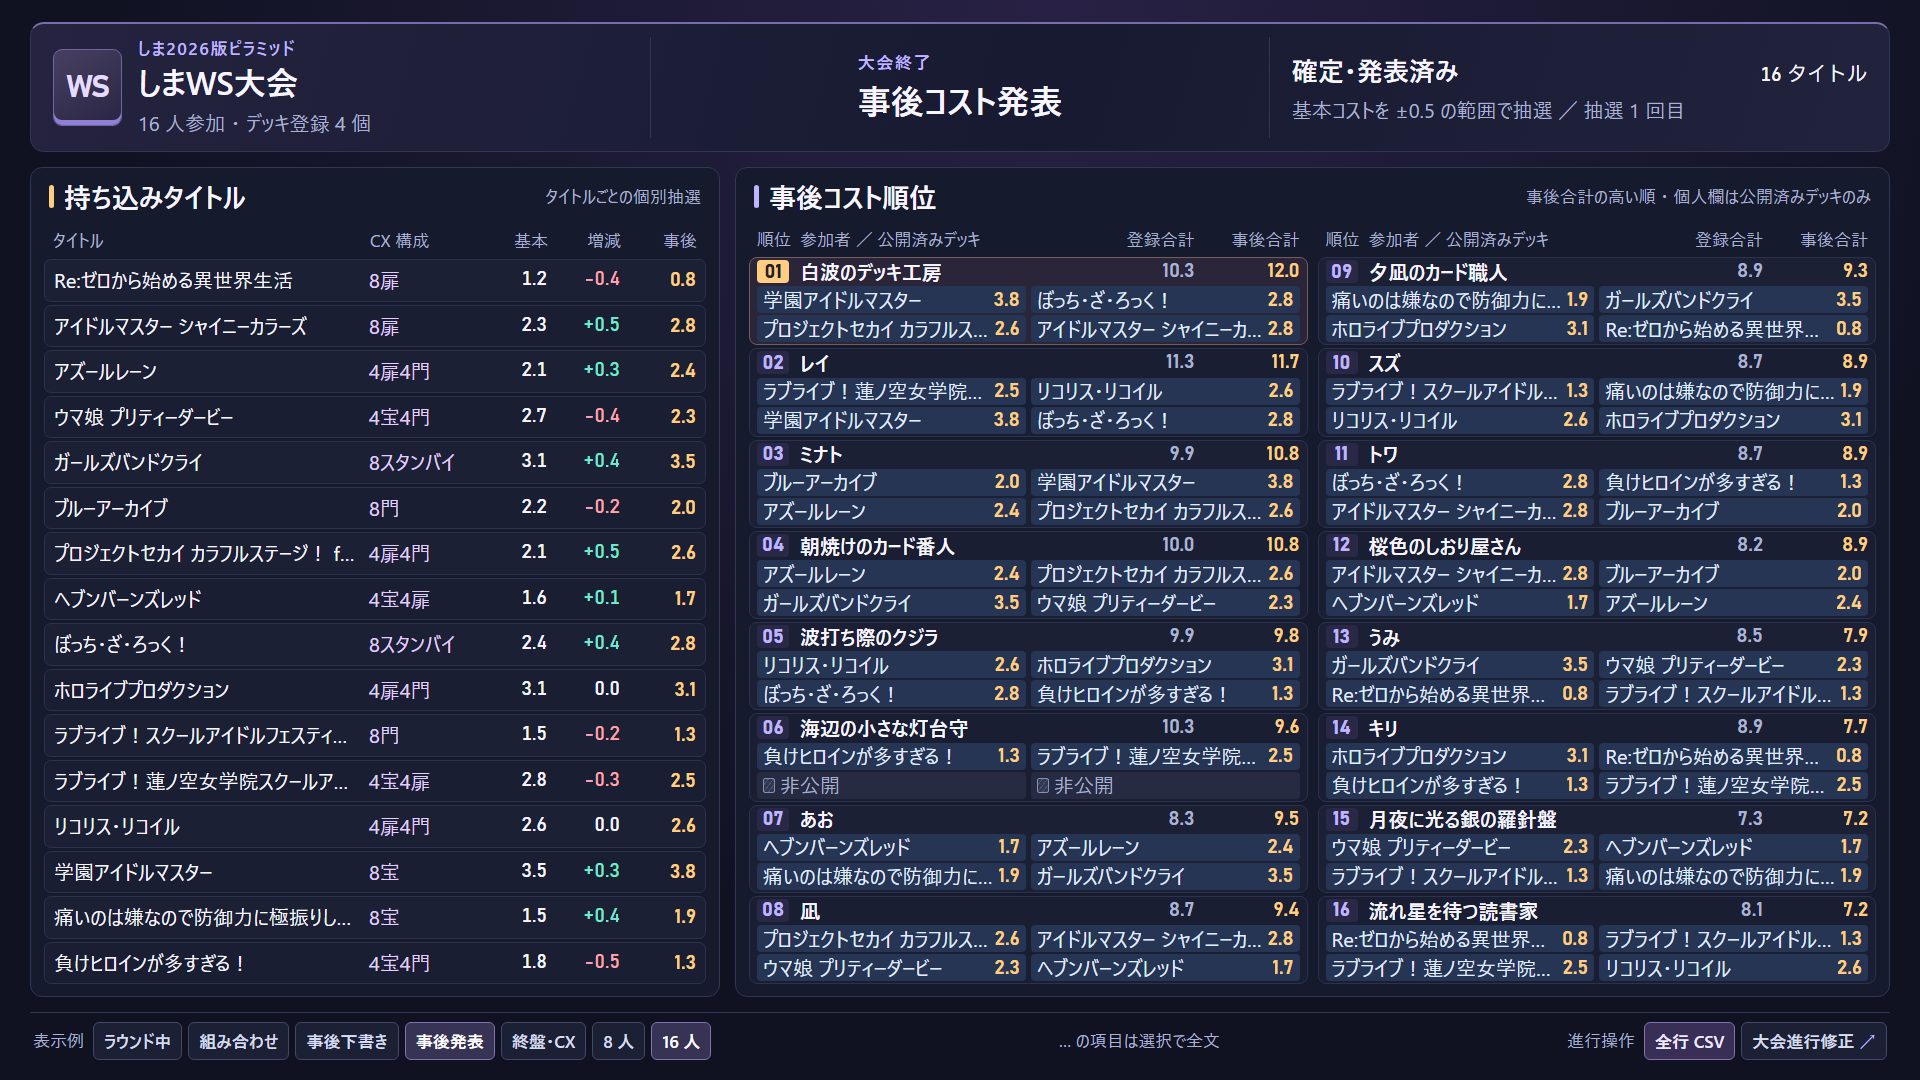 WS
しま2026版ピラミッド
しまWS大会
16 人参加・デッキ登録 4 個
大会終了
事後コスト発表
確定・発表済み
16 タイトル
基本コストを ±0.5 の範囲で抽選 ／ 抽選 1 回目
持ち込みタイトル
タイトルごとの個別抽選
タイトル CX 構成 基本 増減 事後
Re:ゼロから始める異世界生活 8扉 1.2 -0.4 0.8
アイドルマスター シャイニーカラーズ 8扉 2.3 +0.5 2.8
アズールレーン 4扉4門 2.1 +0.3 2.4
ウマ娘 プリティーダービー 4宝4門 2.7 -0.4 2.3
ガールズバンドクライ 8スタンバイ 3.1 +0.4 3.5
ブルーアーカイブ 8門 2.2 -0.2 2.0
プロジェクトセカイ カラフルステージ！ f... 4扉4門 2.1 +0.5 2.6
ヘブンバーンズレッド 4宝4扉 1.6 +0.1 1.7
ぼっち・ざ・ろっく！ 8スタンバイ 2.4 +0.4 2.8
ホロライブプロダクション 4扉4門 3.1 0.0 3.1
ラブライブ！スクールアイドルフェスティ... 8門 1.5 -0.2 1.3
ラブライブ！蓮ノ空女学院スクールア... 4宝4扉 2.8 -0.3 2.5
リコリス・リコイル 4扉4門 2.6 0.0 2.6
学園アイドルマスター 8宝 3.5 +0.3 3.8
痛いのは嫌なので防御力に極振りし... 8宝 1.5 +0.4 1.9
負けヒロインが多すぎる！ 4宝4門 1.8 -0.5 1.3
事後コスト順位
事後合計の高い順・個人欄は公開済みデッキのみ
順位 参加者 ／ 公開済みデッキ 登録合計 事後合計
01 白波のデッキ工房 10.3 12.0
学園アイドルマスター 3.8 ぼっち・ざ・ろっく！ 2.8
プロジェクトセカイ カラフルス... 2.6 アイドルマスター シャイニーカ... 2.8
02 レイ 11.3 11.7
ラブライブ！蓮ノ空女学院... 2.5 リコリス・リコイル 2.6
学園アイドルマスター 3.8 ぼっち・ざ・ろっく！ 2.8
03 ミナト 9.9 10.8
ブルーアーカイブ 2.0 学園アイドルマスター 3.8
アズールレーン 2.4 プロジェクトセカイ カラフルス... 2.6
04 朝焼けのカード番人 10.0 10.8
アズールレーン 2.4 プロジェクトセカイ カラフルス... 2.6
ガールズバンドクライ 3.5 ウマ娘 プリティーダービー 2.3
05 波打ち際のクジラ 9.9 9.8
リコリス・リコイル 2.6 ホロライブプロダクション 3.1
ぼっち・ざ・ろっく！ 2.8 負けヒロインが多すぎる！ 1.3
06 海辺の小さな灯台守 10.3 9.6
負けヒロインが多すぎる！ 1.3 ラブライブ！蓮ノ空女学院... 2.5
非公開 非公開
07 あお 8.3 9.5
ヘブンバーンズレッド 1.7 アズールレーン 2.4
痛いのは嫌なので防御力に... 1.9 ガールズバンドクライ 3.5
08 凪 8.7 9.4
プロジェクトセカイ カラフルス... 2.6 アイドルマスター シャイニーカ... 2.8
ウマ娘 プリティーダービー 2.3 ヘブンバーンズレッド 1.7
順位 参加者 ／ 公開済みデッキ 登録合計 事後合計
09 夕凪のカード職人 8.9 9.3
痛いのは嫌なので防御力に... 1.9 ガールズバンドクライ 3.5
ホロライブプロダクション 3.1 Re:ゼロから始める異世界... 0.8
10 スズ 8.7 8.9
ラブライブ！スクールアイドル... 1.3 痛いのは嫌なので防御力に... 1.9
リコリス・リコイル 2.6 ホロライブプロダクション 3.1
11 トワ 8.7 8.9
ぼっち・ざ・ろっく！ 2.8 負けヒロインが多すぎる！ 1.3
アイドルマスター シャイニーカ... 2.8 ブルーアーカイブ 2.0
12 桜色のしおり屋さん 8.2 8.9
アイドルマスター シャイニーカ... 2.8 ブルーアーカイブ 2.0
ヘブンバーンズレッド 1.7 アズールレーン 2.4
13 うみ 8.5 7.9
ガールズバンドクライ 3.5 ウマ娘 プリティーダービー 2.3
Re:ゼロから始める異世界... 0.8 ラブライブ！スクールアイドル... 1.3
14 キリ 8.9 7.7
ホロライブプロダクション 3.1 Re:ゼロから始める異世界... 0.8
負けヒロインが多すぎる！ 1.3 ラブライブ！蓮ノ空女学院... 2.5
15 月夜に光る銀の羅針盤 7.3 7.2
ウマ娘 プリティーダービー 2.3 ヘブンバーンズレッド 1.7
ラブライブ！スクールアイドル... 1.3 痛いのは嫌なので防御力に... 1.9
16 流れ星を待つ読書家 8.1 7.2
Re:ゼロから始める異世界... 0.8 ラブライブ！スクールアイドル... 1.3
ラブライブ！蓮ノ空女学院... 2.5 リコリス・リコイル 2.6
表示例 ラウンド中 組み合わせ 事後下書き 事後発表 終盤・CX 8 人 16 人
... の項目は選択で全文
進行操作 全行 CSV 大会進行修正 ↗